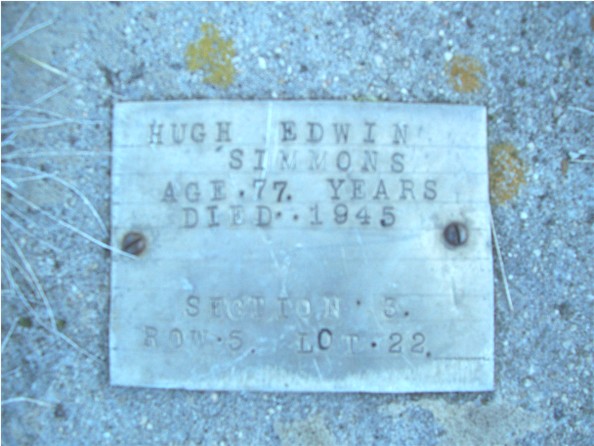 HUGH EDWIN
SIMMONS
AGE.77. YEARS
DIED..1945
SECTION 3.
ROW.5. LOT.22.